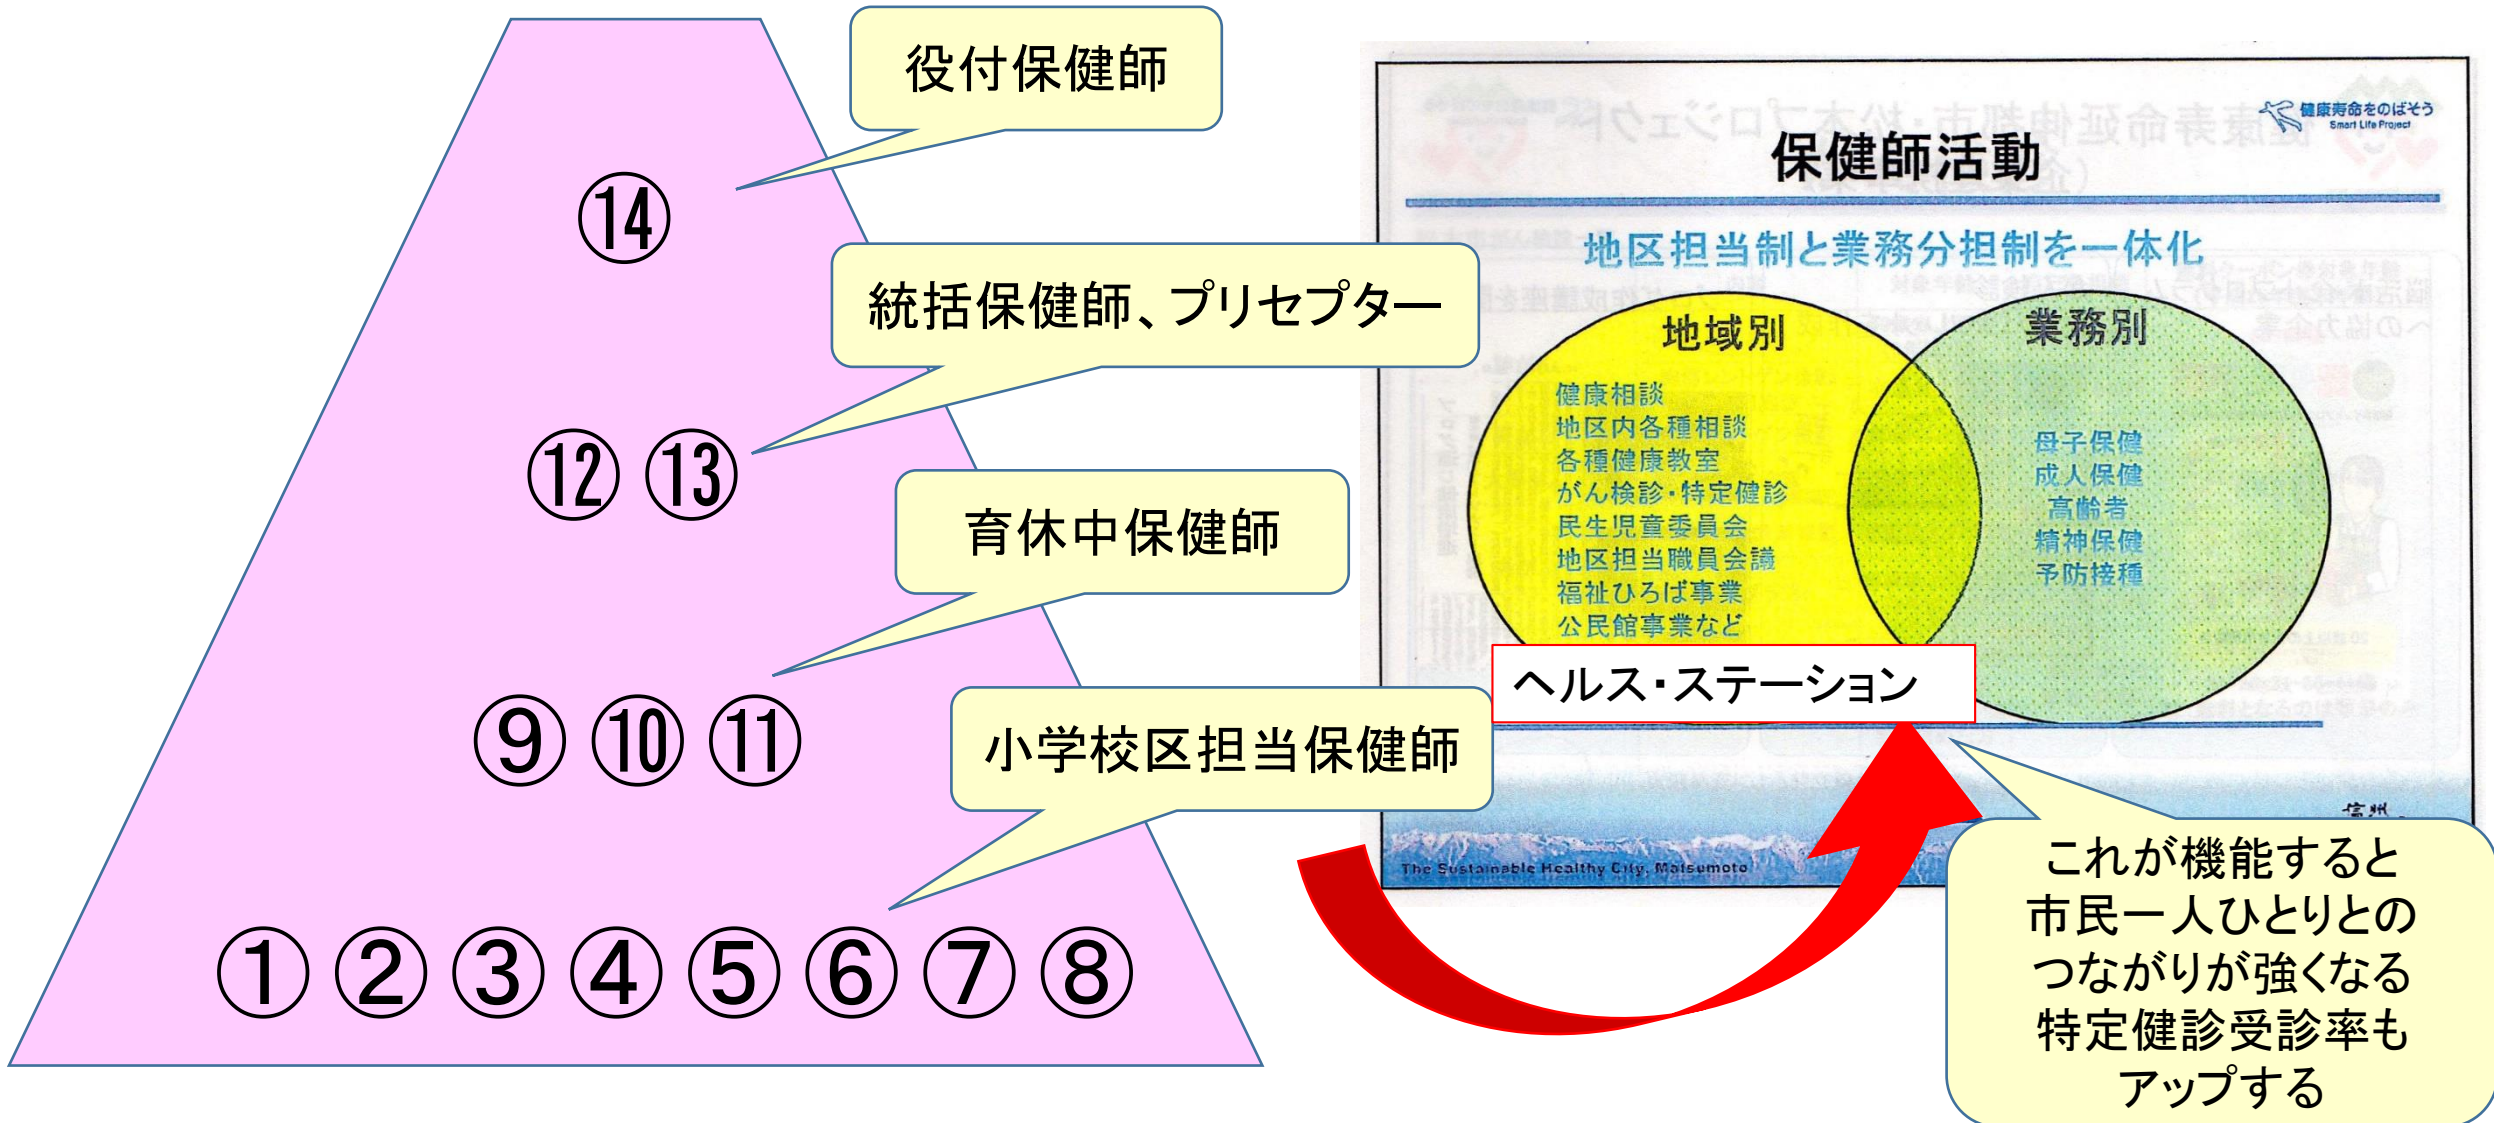 役付保健師
⑭
統括保健師、プリセプター
⑫ ⑬
育休中保健師
⑨ ⑩ ⑪
小学校区担当保健師
① ② ③ ④ ⑤ ⑥ ⑦ ⑧
健康寿命をのばそう
Smart Life Project
保健師活動
地区担当制と業務分担制を一体化
地域別
健康相談
地区内各種相談
各種健康教室
がん検診・特定健診
民生児童委員会
地区担当職員会議
福祉ひろば事業
公民館事業など
業務別
母子保健
成人保健
高齢者
精神保健
予防接種
ヘルス・ステーション
The Sustainable Healthy City, Matsumoto
これが機能すると
市民一人ひとりとの
つながりが強くなる
特定健診受診率も
アップする